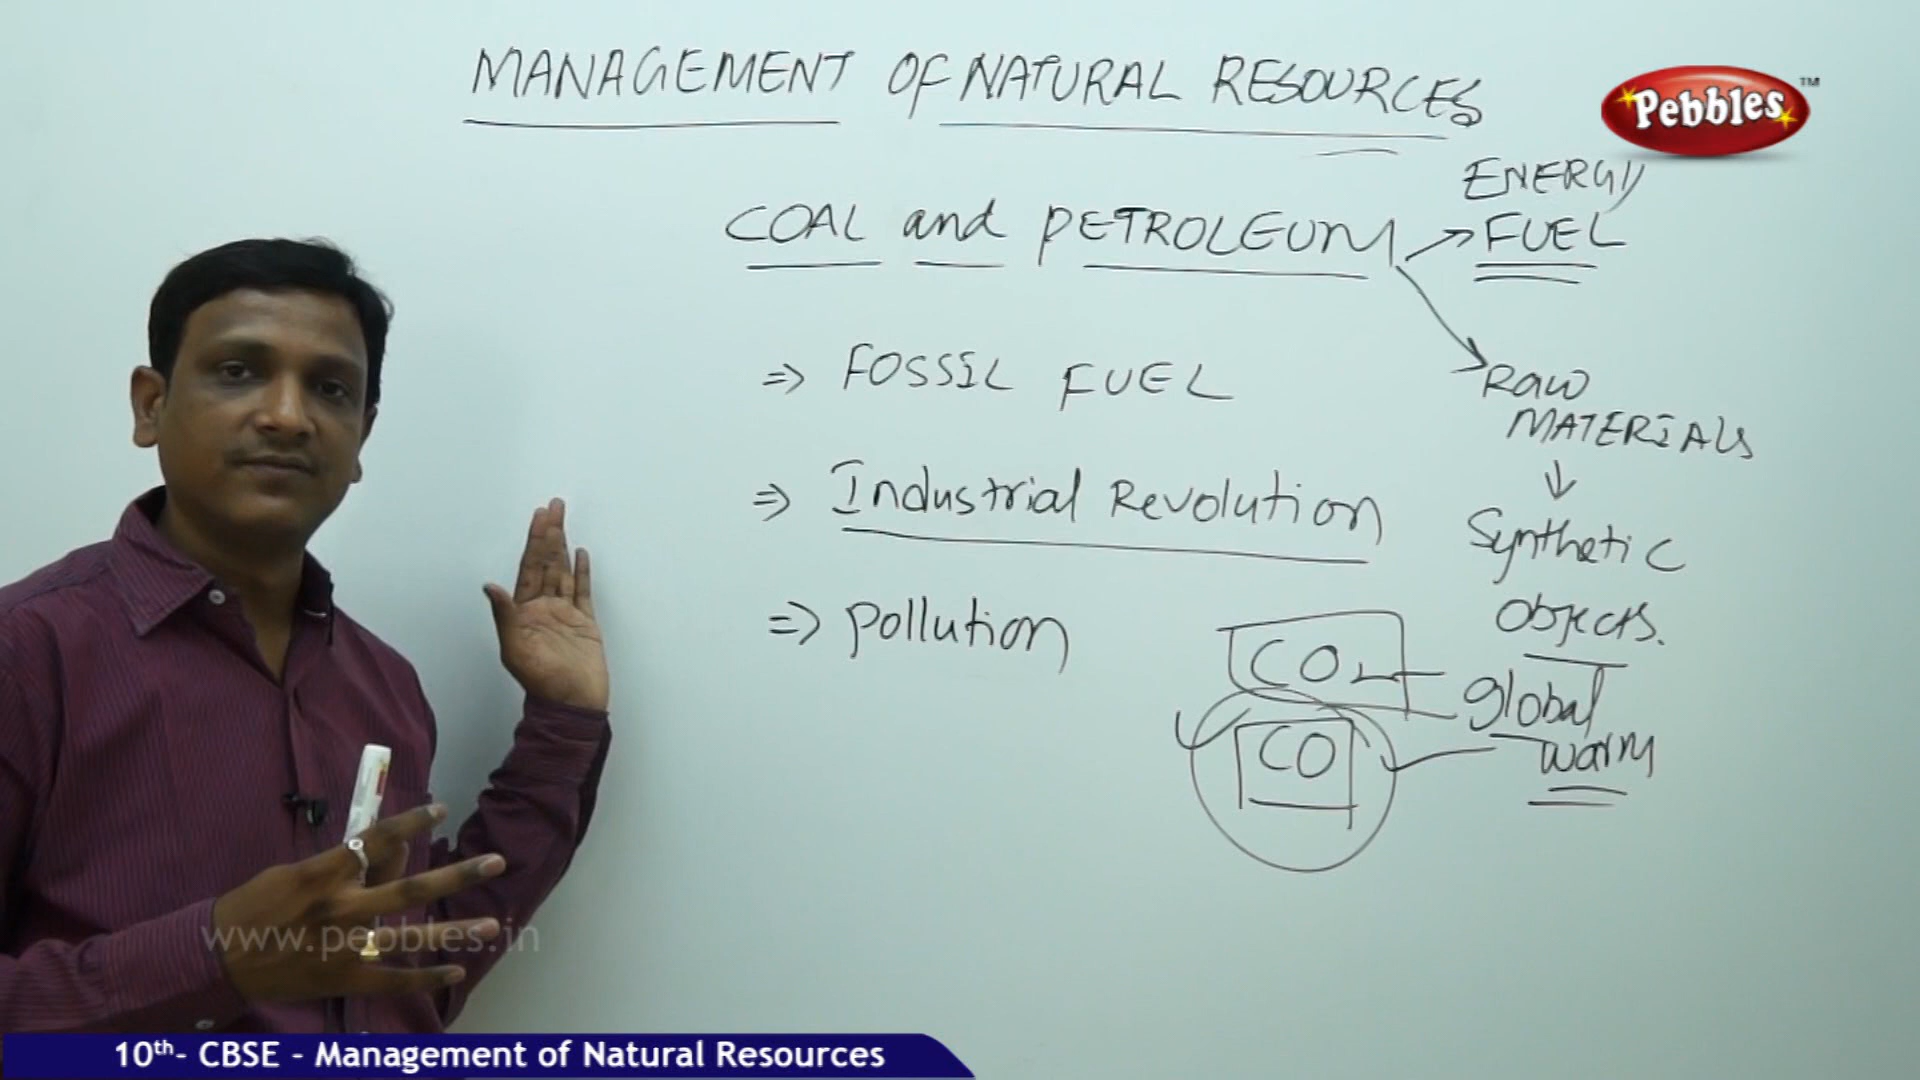 MANAGEMENT OF NATURAL RESOURCES
Pebbles™
COAL and PETROLEUM
ENERGY
FUEL
⇒ FOSSIL FUEL
RAW
MATERIALS
↓
⇒ Industrial Revolution
Synthetic
Objects.
⇒ Pollution
CO2
global
warm
CO
www.pebbles.in
10th- CBSE - Management of Natural Resources